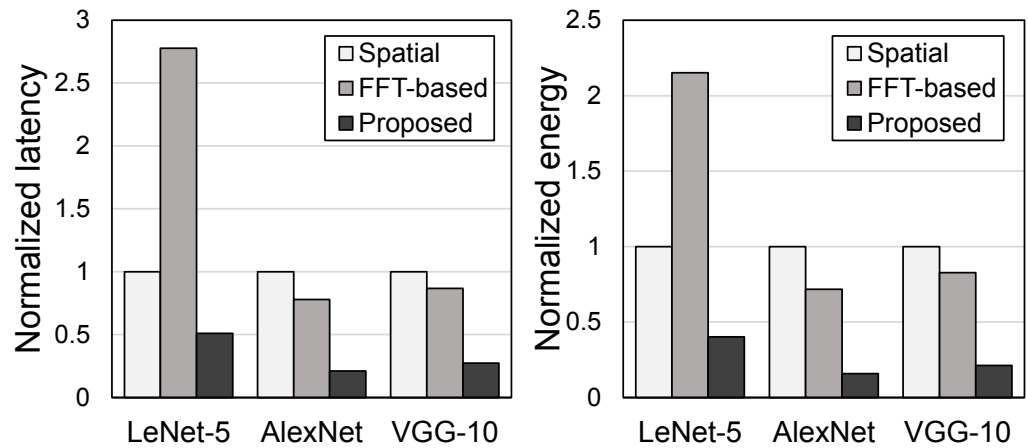 Normalized latency
3
2.5
2
1.5
1
0.5
0
Spatial
FFT-based
Proposed
LeNet-5 AlexNet VGG-10
Normalized energy
2.5
2
1.5
1
0.5
0
Spatial
FFT-based
Proposed
LeNet-5 AlexNet VGG-10